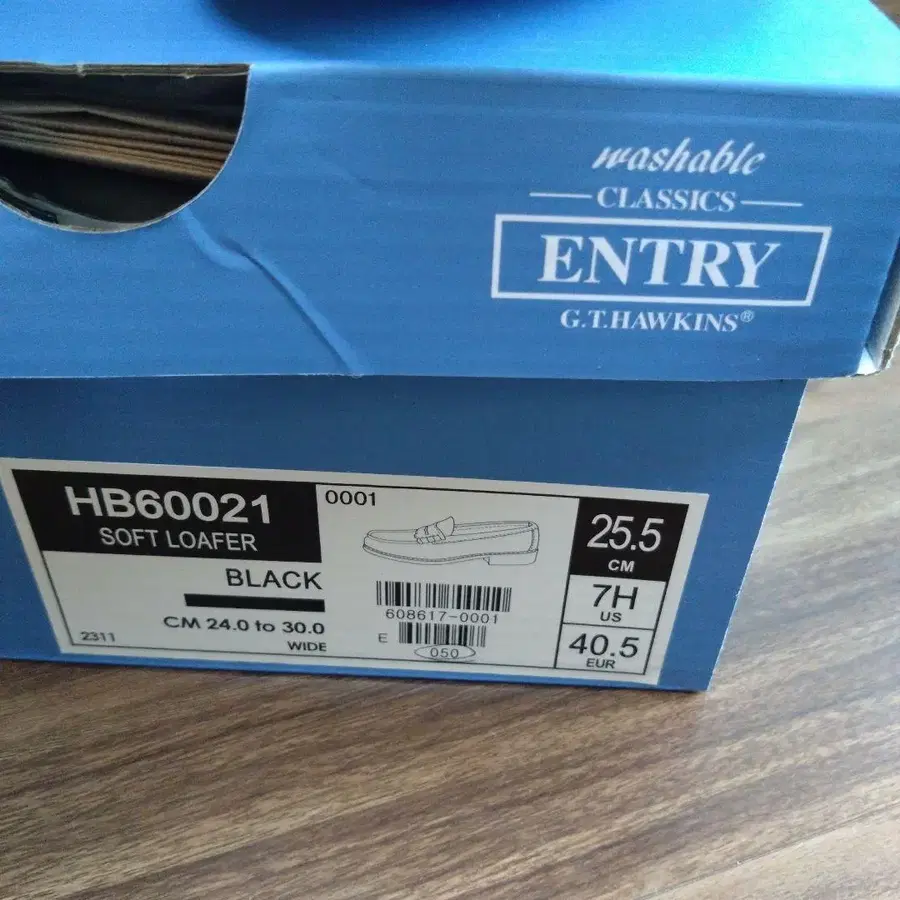 washable
CLASSICS
ENTRY
G.T.HAWKINS®
HB60021
SOFT LOAFER
0001
BLACK
CM 24.0 to 30.0
WIDE
2311
608617-0001
E
050
25.5
CM
7H
US
40.5
EUR